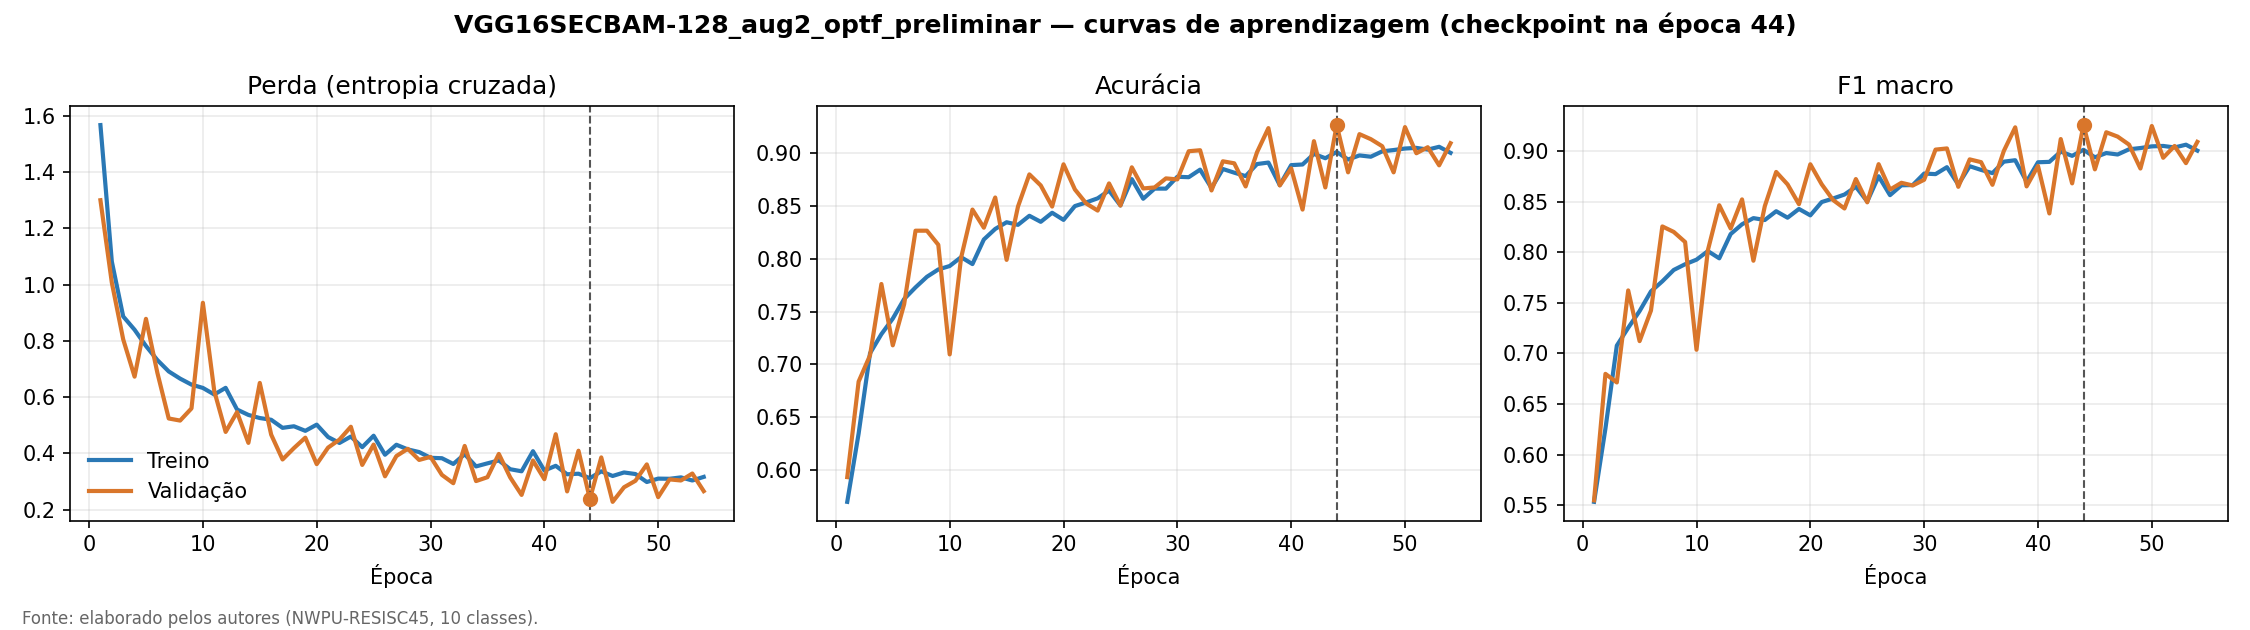 VGG16SECBAM-128_aug2_optf_preliminar — curvas de aprendizagem (checkpoint na época 44)
Perda (entropia cruzada)
1.6
1.4
1.2
1.0
0.8
0.6
0.4
0.2
Treino
Validação
0 10 20 30 40 50
Época
Acurácia
0.90
0.85
0.80
0.75
0.70
0.65
0.60
0 10 20 30 40 50
Época
F1 macro
0.90
0.85
0.80
0.75
0.70
0.65
0.60
0.55
0 10 20 30 40 50
Época
Fonte: elaborado pelos autores (NWPU-RESISC45, 10 classes).